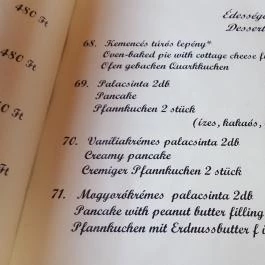 480 Ft
480 Ft
Ft
Ft
Édessége
Dessert
68. Kemencés túrós lepény*
Oven-baked pie with cottage cheese f
Ofen gebacken Quarkkuchen
69. Palacsinta 2db
Pancake
Pfannkuchen 2 stück
(ízes, kakaós,
70. Vaníliakrémes palacsinta 2db
Creamy pancake
Cremiger Pfannkuchen 2 stück
71. Mogyorókrémes palacsinta 2db
Pancake with peanut butter filling
Pfannkuchen mit Erdnussbutter f